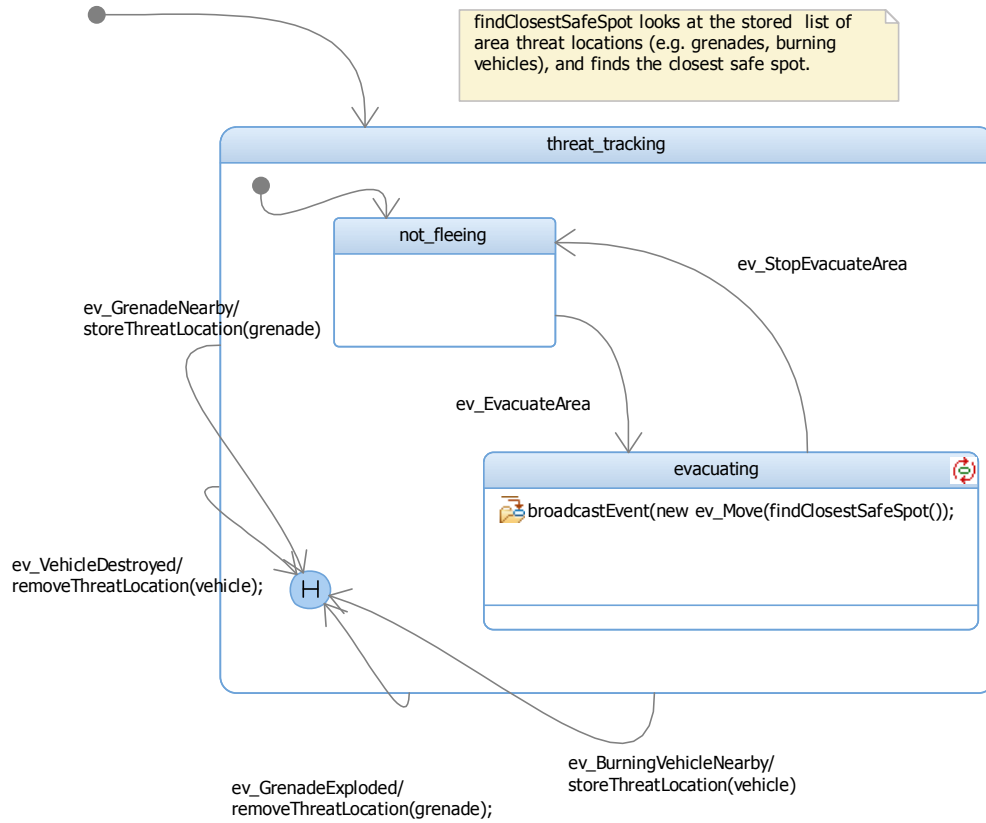 findClosestSafeSpot looks at the stored list of
area threat locations (e.g. grenades, burning
vehicles), and finds the closest safe spot.
threat_tracking
not_fleeing
ev_StopEvacuateArea
ev_GrenadeNearby/
storeThreatLocation(grenade)
ev_EvacuateArea
evacuating
broadcastEvent(new ev_Move(findClosestSafeSpot());
ev_VehicleDestroyed/
removeThreatLocation(vehicle);
H
ev_BurningVehicleNearby/
storeThreatLocation(vehicle)
ev_GrenadeExploded/
removeThreatLocation(grenade);